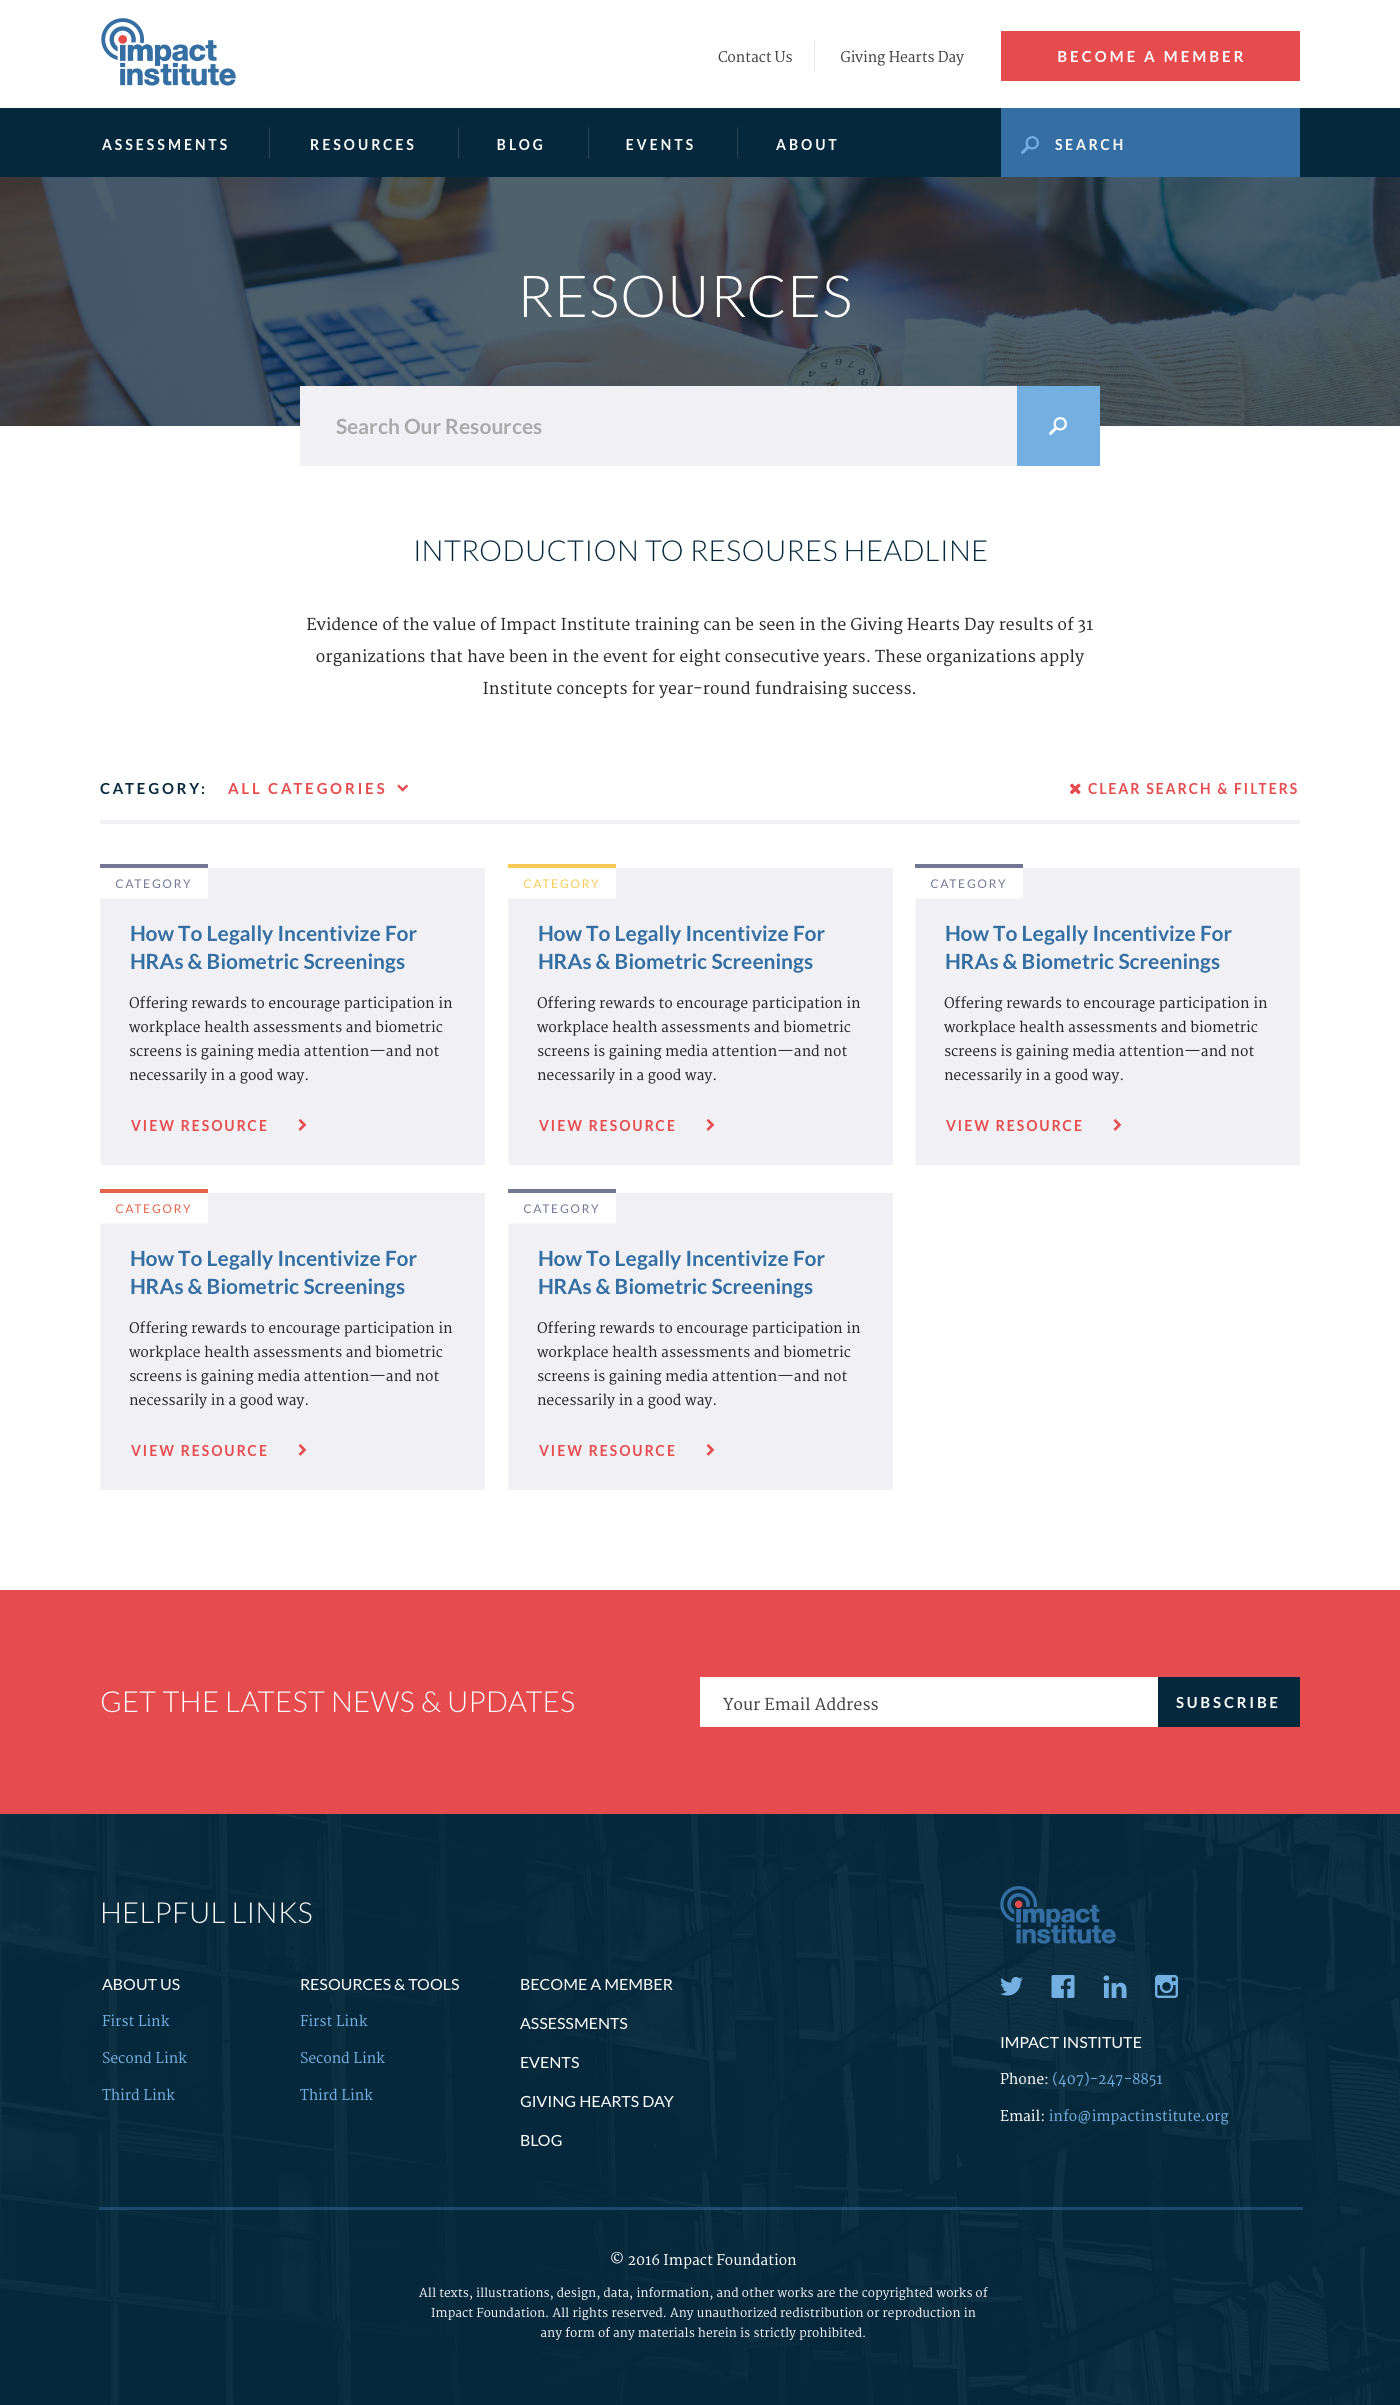 impact
institute
Contact Us
Giving Hearts Day
BECOME A MEMBER
ASSESSMENTS
RESOURCES
BLOG
EVENTS
ABOUT
SEARCH
RESOURCES
Search Our Resources
INTRODUCTION TO RESOURES HEADLINE
Evidence of the value of Impact Institute training can be seen in the Giving Hearts Day results of 31
organizations that have been in the event for eight consecutive years. These organizations apply
Institute concepts for year-round fundraising success.
CATEGORY:
ALL CATEGORIES
CLEAR SEARCH & FILTERS
CATEGORY
How To Legally Incentivize For
HRAs & Biometric Screenings
Offering rewards to encourage participation in
workplace health assessments and biometric
screens is gaining media attention—and not
necessarily in a good way.
VIEW RESOURCE
CATEGORY
How To Legally Incentivize For
HRAs & Biometric Screenings
Offering rewards to encourage participation in
workplace health assessments and biometric
screens is gaining media attention—and not
necessarily in a good way.
VIEW RESOURCE
CATEGORY
How To Legally Incentivize For
HRAs & Biometric Screenings
Offering rewards to encourage participation in
workplace health assessments and biometric
screens is gaining media attention—and not
necessarily in a good way.
VIEW RESOURCE
CATEGORY
How To Legally Incentivize For
HRAs & Biometric Screenings
Offering rewards to encourage participation in
workplace health assessments and biometric
screens is gaining media attention—and not
necessarily in a good way.
VIEW RESOURCE
CATEGORY
How To Legally Incentivize For
HRAs & Biometric Screenings
Offering rewards to encourage participation in
workplace health assessments and biometric
screens is gaining media attention—and not
necessarily in a good way.
VIEW RESOURCE
GET THE LATEST NEWS & UPDATES
Your Email Address
SUBSCRIBE
HELPFUL LINKS
ABOUT US
First Link
Second Link
Third Link
RESOURCES & TOOLS
First Link
Second Link
Third Link
BECOME A MEMBER
ASSESSMENTS
EVENTS
GIVING HEARTS DAY
BLOG
impact
institute
IMPACT INSTITUTE
Phone: (407)-247-8851
Email: info@impactinstitute.org
© 2016 Impact Foundation
All texts, illustrations, design, data, information, and other works are the copyrighted works of
Impact Foundation. All rights reserved. Any unauthorized redistribution or reproduction in
any form of any materials herein is strictly prohibited.